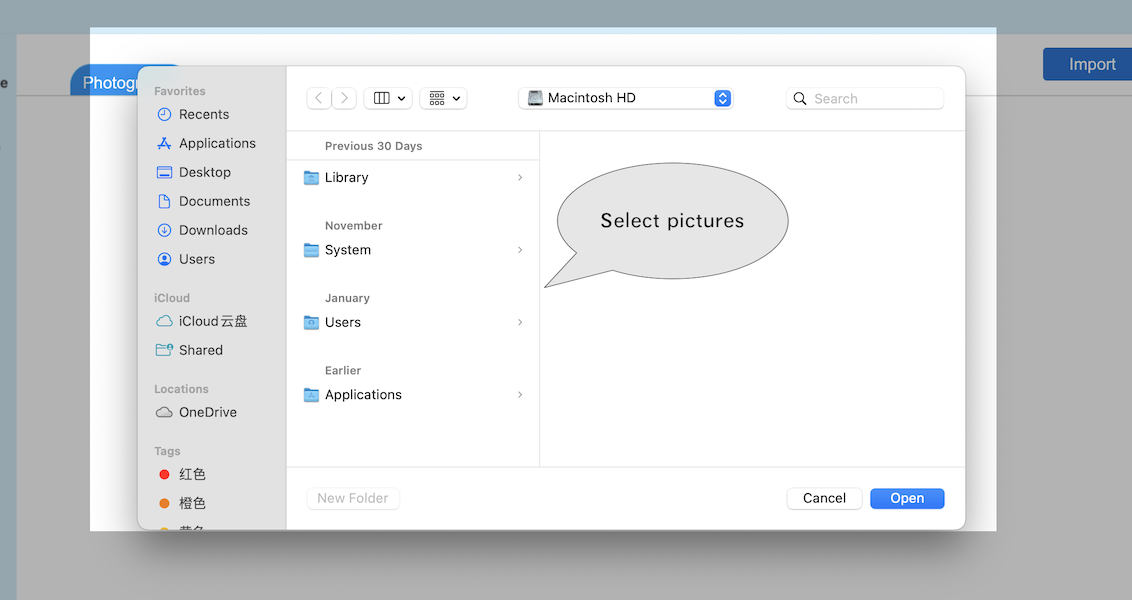 Import
Photogr
Favorites
Recents
Applications
Desktop
Documents
Downloads
Users
iCloud
iCloud云盘
Shared
Locations
OneDrive
Tags
红色
橙色
Macintosh HD
Search
Previous 30 Days
Library
November
System
January
Users
Earlier
Applications
Select pictures
New Folder
Cancel
Open